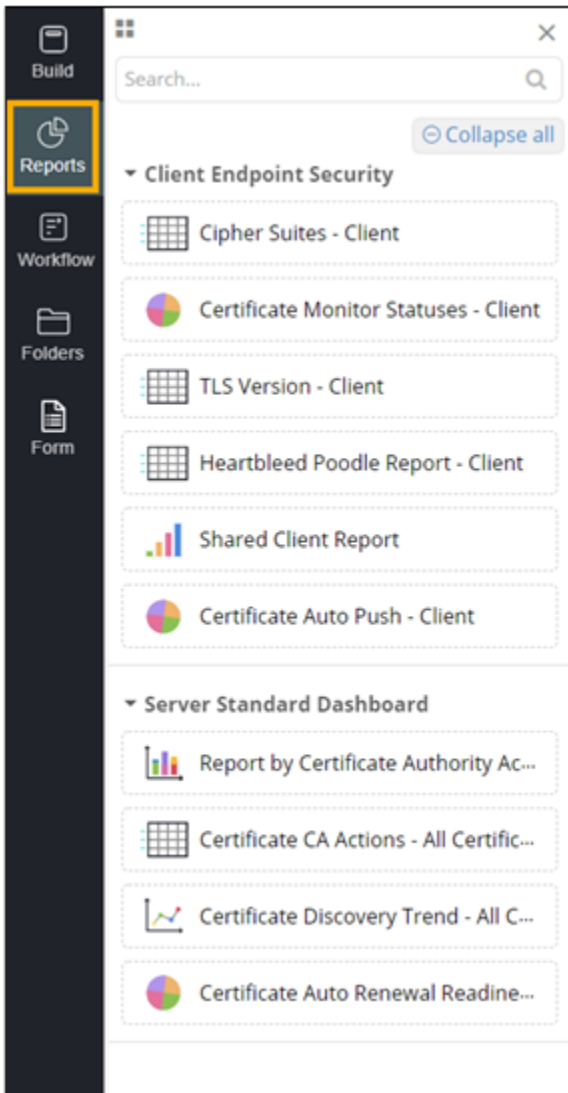 Build
Reports
Workflow
Folders
Form
Search...
Collapse all
Client Endpoint Security
Cipher Suites - Client
Certificate Monitor Statuses - Client
TLS Version - Client
Heartbleed Poodle Report - Client
Shared Client Report
Certificate Auto Push - Client
Server Standard Dashboard
Report by Certificate Authority Ac...
Certificate CA Actions - All Certific...
Certificate Discovery Trend - All C...
Certificate Auto Renewal Readine...